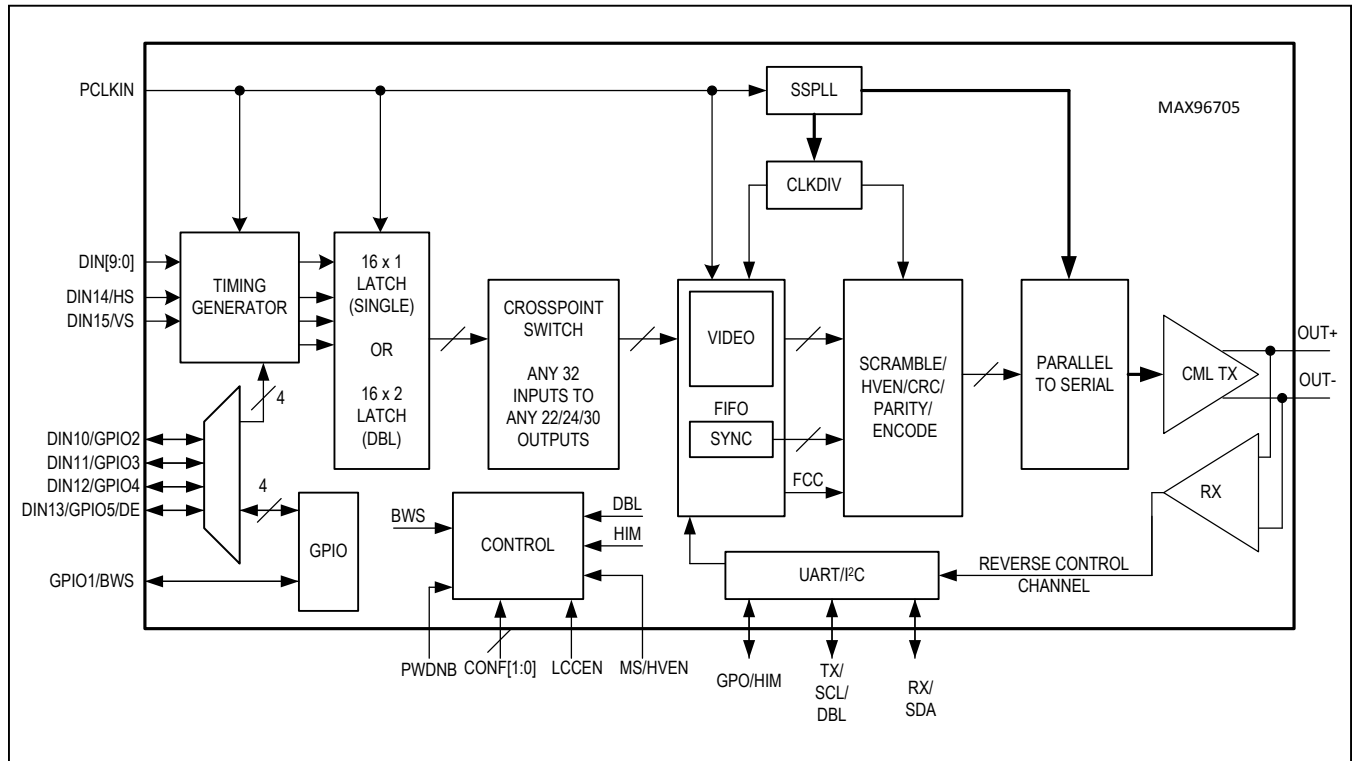 PCLKIN
SSPLL
MAX96705
CLKDIV
DIN[9:0]
DIN14/HS
DIN15/VS
TIMING
GENERATOR
16 x 1
LATCH
(SINGLE)
OR
16 x 2
LATCH
(DBL)
CROSSPOINT
SWITCH
ANY 32
INPUTS TO
ANY 22/24/30
OUTPUTS
VIDEO
FIFO
SYNC
FCC
SCRAMBLE/
HVEN/CRC/
PARITY/
ENCODE
PARALLEL
TO SERIAL
CML TX
OUT+
OUT-
RX
4
DIN10/GPIO2
DIN11/GPIO3
DIN12/GPIO4
DIN13/GPIO5/DE
4
GPIO
GPIO1/BWS
BWS
CONTROL
DBL
HIM
UART/I²C
REVERSE CONTROL
CHANNEL
PWDNB
CONF[1:0]
LCCEN
MS/HVEN
GPO/HIM
TX/
SCL/
DBL
RX/
SDA